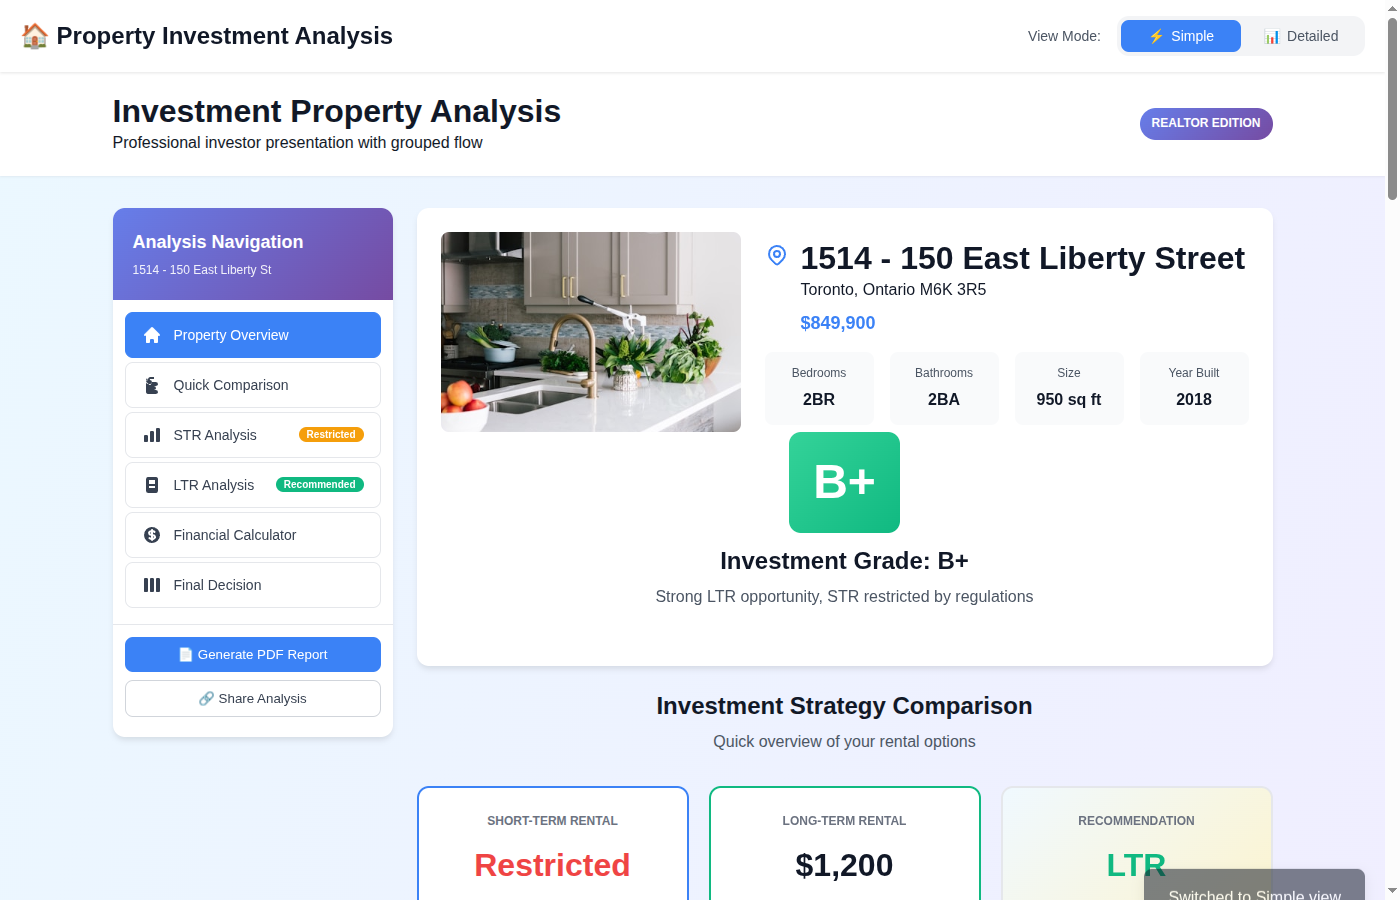 🏠 Property Investment Analysis
View Mode:
⚡ Simple
📊 Detailed
Investment Property Analysis
Professional investor presentation with grouped flow
REALTOR EDITION
Analysis Navigation
1514 - 150 East Liberty St
Property Overview
Quick Comparison
STR Analysis Restricted
LTR Analysis Recommended
Financial Calculator
Final Decision
📄 Generate PDF Report
🔗 Share Analysis
1514 - 150 East Liberty Street
Toronto, Ontario M6K 3R5
$849,900
Bedrooms
2BR
Bathrooms
2BA
Size
950 sq ft
Year Built
2018
B+
Investment Grade: B+
Strong LTR opportunity, STR restricted by regulations
Investment Strategy Comparison
Quick overview of your rental options
SHORT-TERM RENTAL
Restricted
LONG-TERM RENTAL
$1,200
RECOMMENDATION
LTR
Switched to Simple view